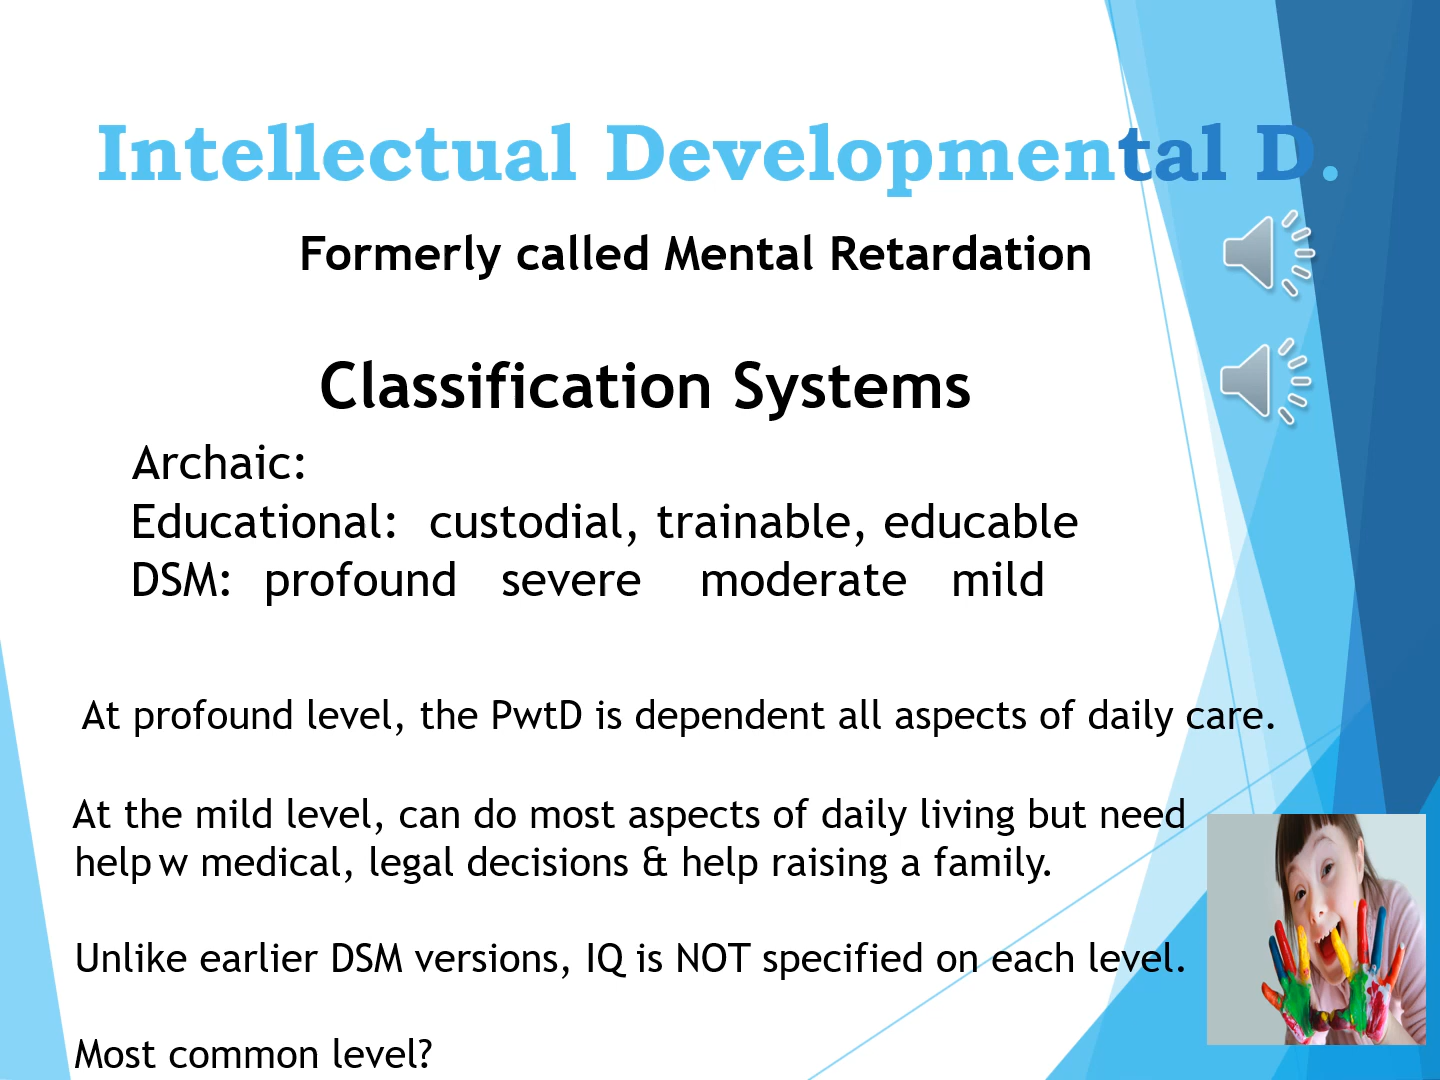 Intellectual Developmental D.
Formerly called Mental Retardation
Classification Systems
Archaic:
Educational: custodial, trainable, educable
DSM: profound severe moderate mild
At profound level, the PwtD is dependent all aspects of daily care.
At the mild level, can do most aspects of daily living but need
help w medical, legal decisions & help raising a family.
Unlike earlier DSM versions, IQ is NOT specified on each level.
Most common level?